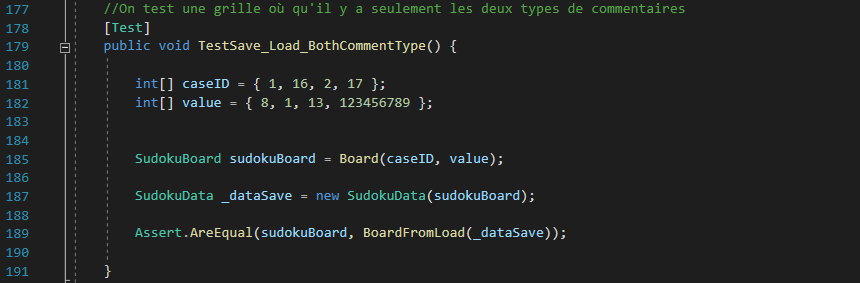 177 //On test une grille où qu'il y a seulement les deux types de commentaires
178 [Test]
179 public void TestSave_Load_BothCommentType() {
180
181 int[] caseID = { 1, 16, 2, 17 };
182 int[] value = { 8, 1, 13, 123456789 };
183
184
185 SudokuBoard sudokuBoard = Board(caseID, value);
186
187 SudokuData _dataSave = new SudokuData(sudokuBoard);
188
189 Assert.AreEqual(sudokuBoard, BoardFromLoad(_dataSave));
190
191 }